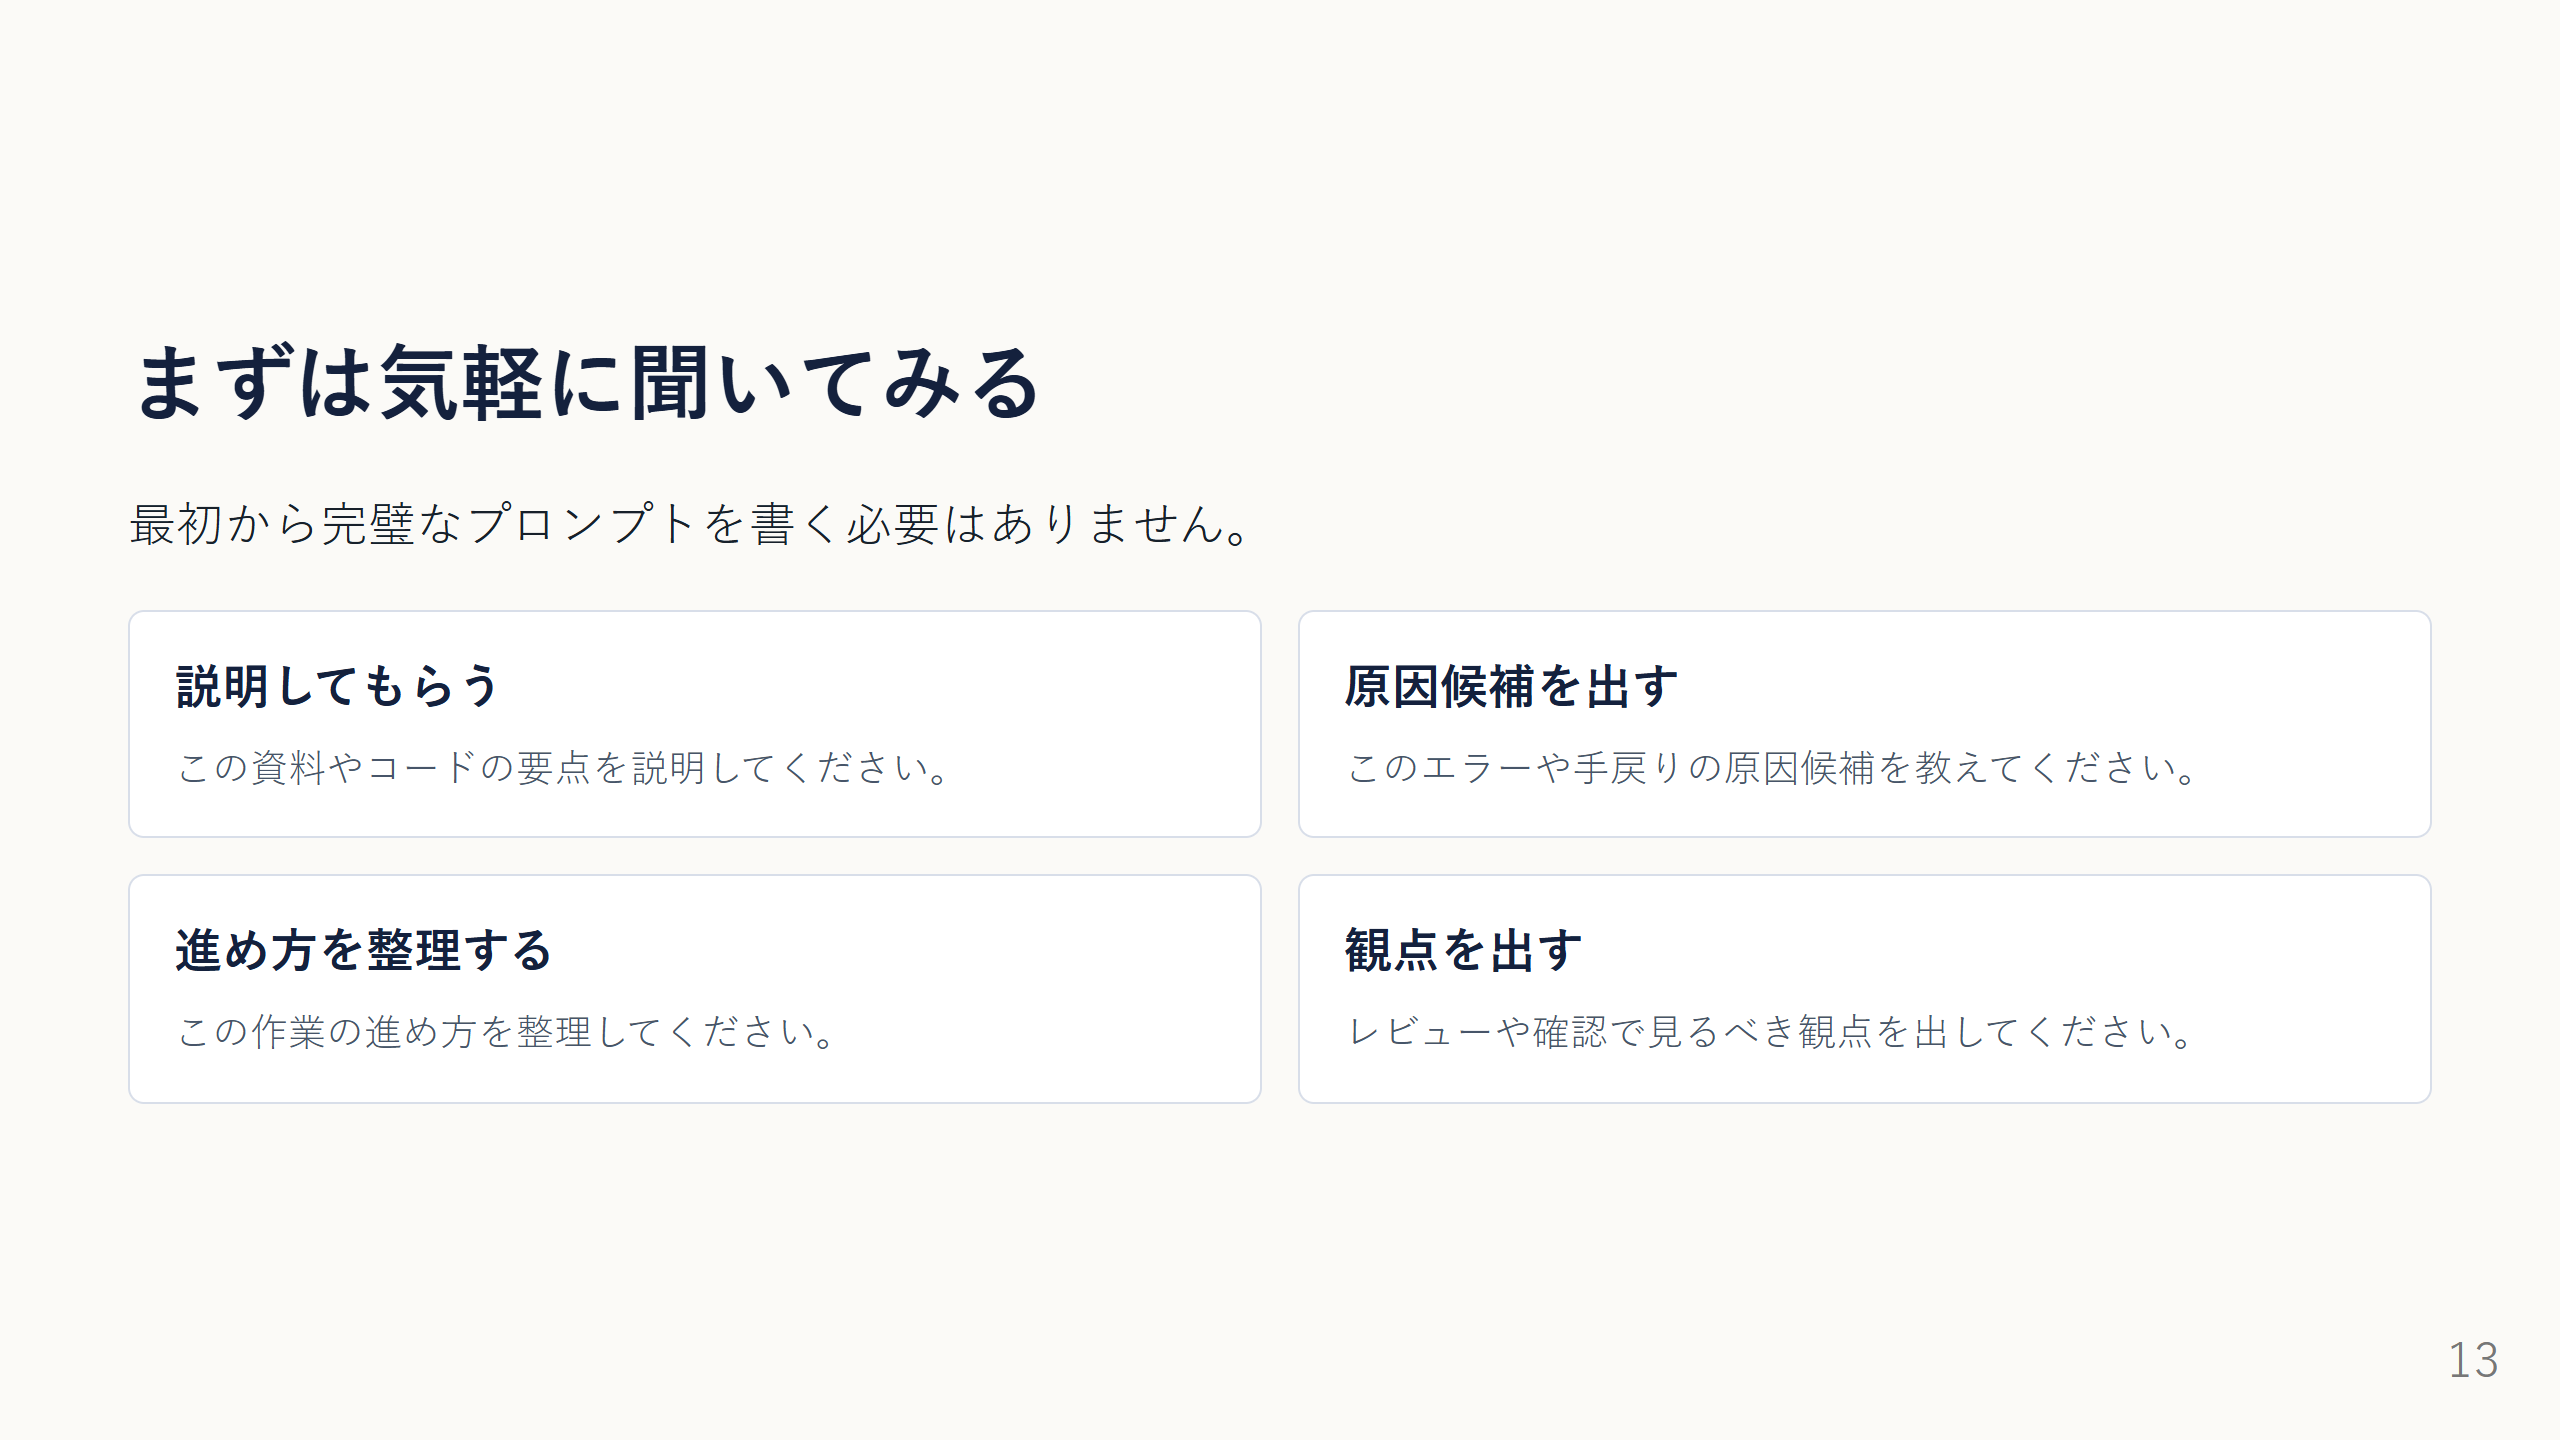 まずは気軽に聞いてみる
最初から完璧なプロンプトを書く必要はありません。
説明してもらう
この資料やコードの要点を説明してください。
原因候補を出す
このエラーや手戻りの原因候補を教えてください。
進め方を整理する
この作業の進め方を整理してください。
観点を出す
レビューや確認で見るべき観点を出してください。
13